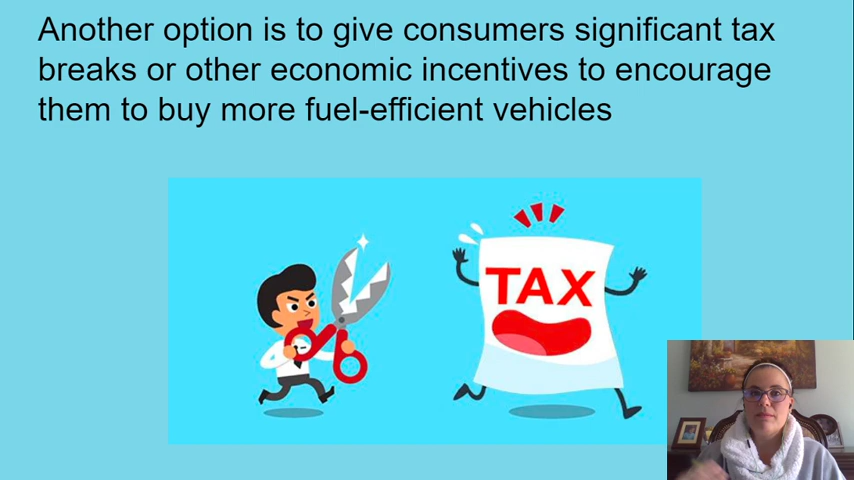 Another option is to give consumers significant tax
breaks or other economic incentives to encourage
them to buy more fuel-efficient vehicles
TAX